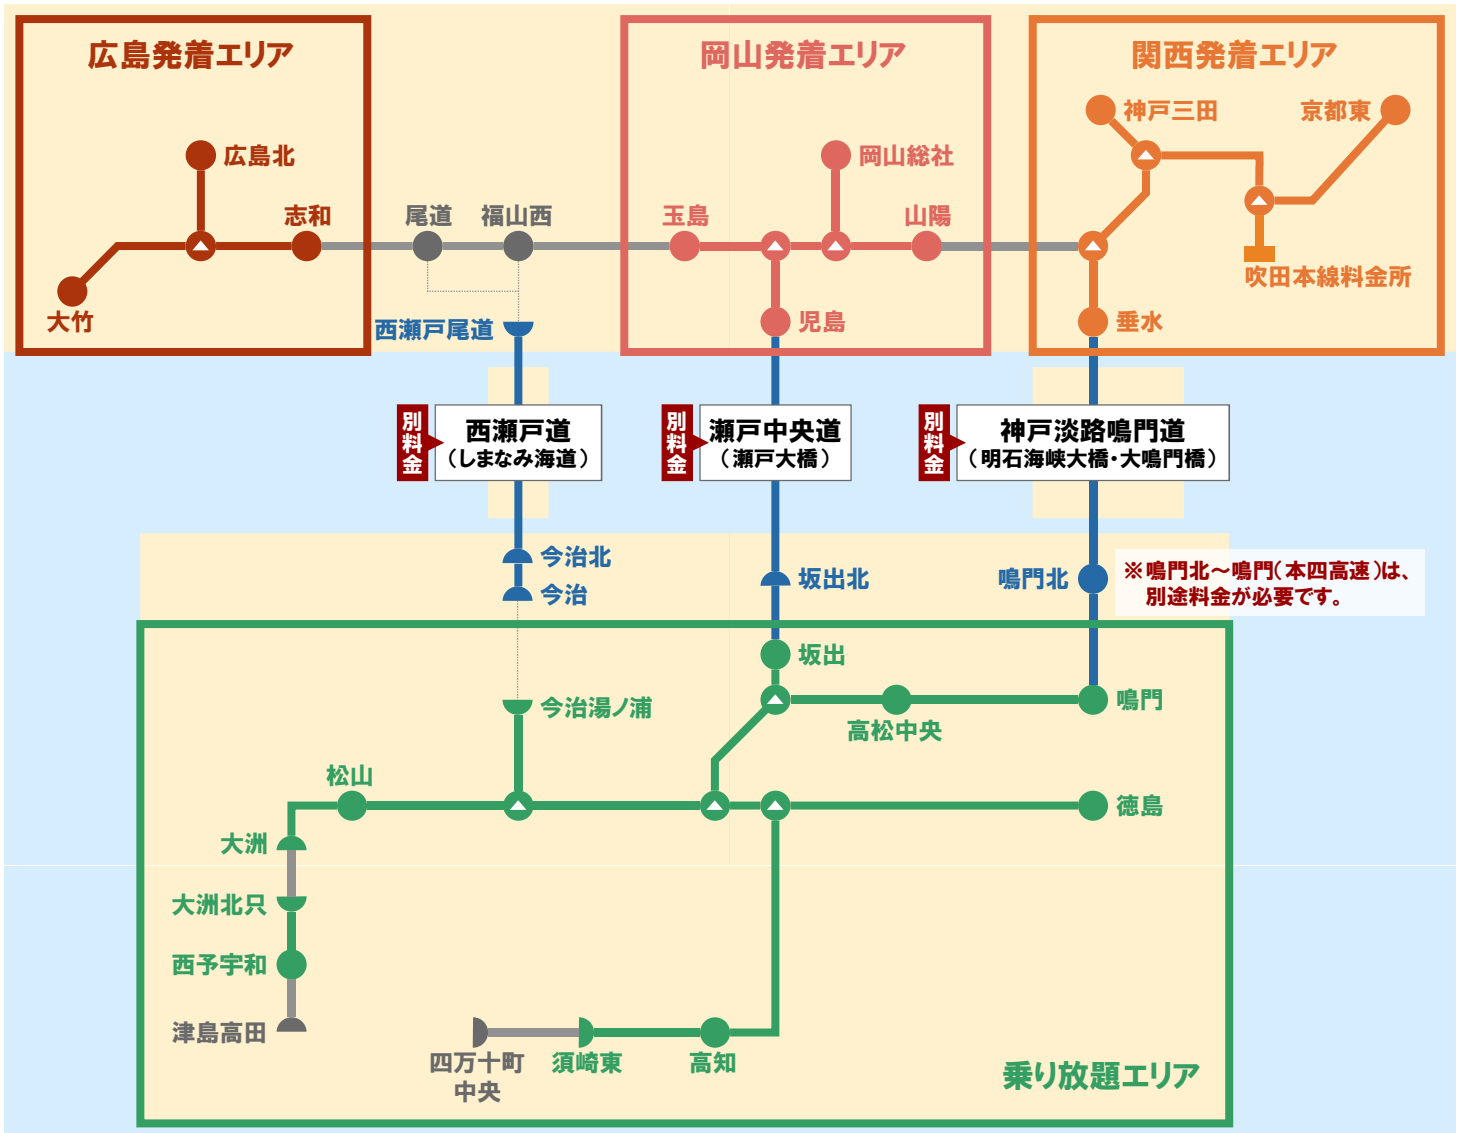 広島発着エリア
岡山発着エリア
関西発着エリア
神戸三田
京都東
広島北
岡山総社
志和
尾道
福山西
玉島
山陽
吹田本線料金所
大竹
西瀬戸尾道
児島
垂水
別料金
西瀬戸道
（しまなみ海道）
別料金
瀬戸中央道
（瀬戸大橋）
別料金
神戸淡路鳴門道
（明石海峡大橋・大鳴門橋）
今治北
今治
坂出北
鳴門北
※鳴門北～鳴門（本四高速）は、
別途料金が必要です。
坂出
今治湯ノ浦
高松中央
鳴門
松山
徳島
大洲
大洲北只
西予宇和
津島高田
四万十町
中央
須崎東
高知
乗り放題エリア